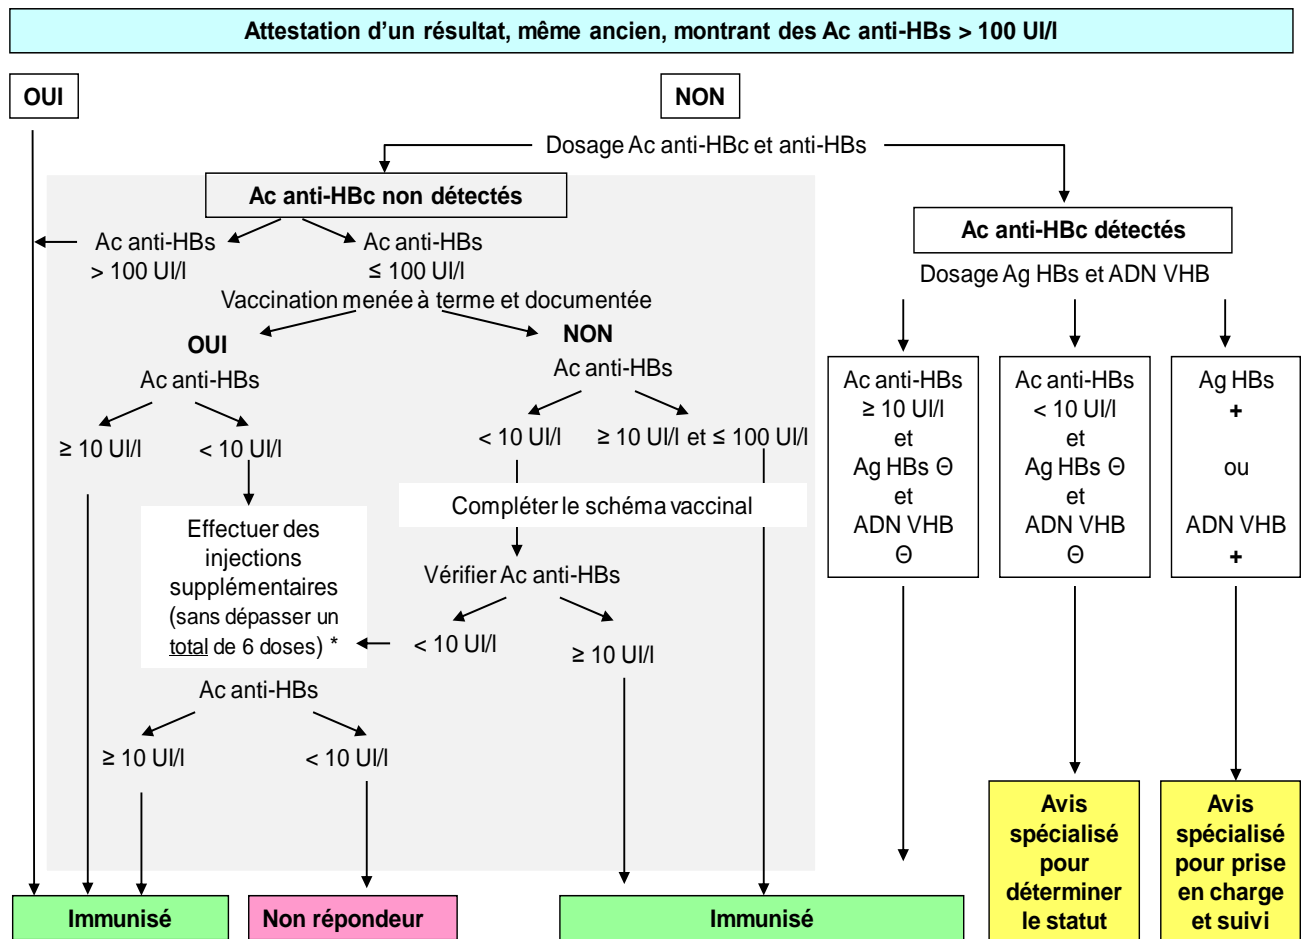 Attestation d'un résultat, même ancien, montrant des Ac anti-HBs > 100 UI/l
OUI
NON
Dosage Ac anti-HBc et anti-HBs
Ac anti-HBc non détectés
Ac anti-HBs
> 100 UI/l
Ac anti-HBs
≤ 100 UI/l
Vaccination menée à terme et documentée
OUI
Ac anti-HBs
≥ 10 UI/l
< 10 UI/l
NON
Ac anti-HBs
< 10 UI/l
≥ 10 UI/l et ≤ 100 UI/l
Effectuer des
injections
supplémentaires
(sans dépasser un
total de 6 doses) *
Compléter le schéma vaccinal
Vérifier Ac anti-HBs
< 10 UI/l
≥ 10 UI/l
Ac anti-HBs
≥ 10 UI/l
< 10 UI/l
Ac anti-HBc détectés
Dosage Ag HBs et ADN VHB
Ac anti-HBs
≥ 10 UI/l
et
Ag HBs Θ
et
ADN VHB
Θ
Ac anti-HBs
< 10 UI/l
et
Ag HBs Θ
et
ADN VHB
Θ
Ag HBs
+
ou
ADN VHB
+
Immunisé
Non répondeur
Immunisé
Avis
spécialisé
pour
déterminer
le statut
Avis
spécialisé
pour prise
en charge
et suivi